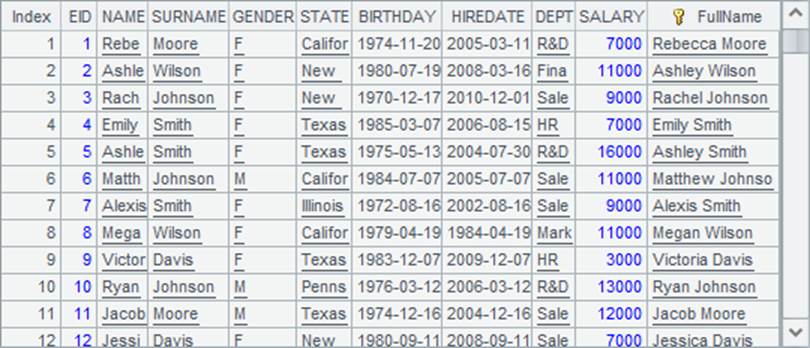 Index EID NAME SURNAME GENDER STATE BIRTHDAY HIREDATE DEPT SALARY FullName
1 1 Rebe Moore F Califor 1974-11-20 2005-03-11 R&D 7000 Rebecca Moore
2 2 Ashle Wilson F New 1980-07-19 2008-03-16 Fina 11000 Ashley Wilson
3 3 Rach Johnson F New 1970-12-17 2010-12-01 Sale 9000 Rachel Johnson
4 4 Emily Smith F Texas 1985-03-07 2006-08-15 HR 7000 Emily Smith
5 5 Ashle Smith F Texas 1975-05-13 2004-07-30 R&D 16000 Ashley Smith
6 6 Matth Johnson M Califor 1984-07-07 2005-07-07 Sale 11000 Matthew Johnso
7 7 Alexis Smith F Illinois 1972-08-16 2002-08-16 Sale 9000 Alexis Smith
8 8 Mega Wilson F Califor 1979-04-19 1984-04-19 Mark 11000 Megan Wilson
9 9 Victor Davis F Texas 1983-12-07 2009-12-07 HR 3000 Victoria Davis
10 10 Ryan Johnson M Penns 1976-03-12 2006-03-12 R&D 13000 Ryan Johnson
11 11 Jacob Moore M Texas 1974-12-16 2004-12-16 Sale 12000 Jacob Moore
12 12 Jessi Davis F New 1980-09-11 2008-09-11 Sale 7000 Jessica Davis